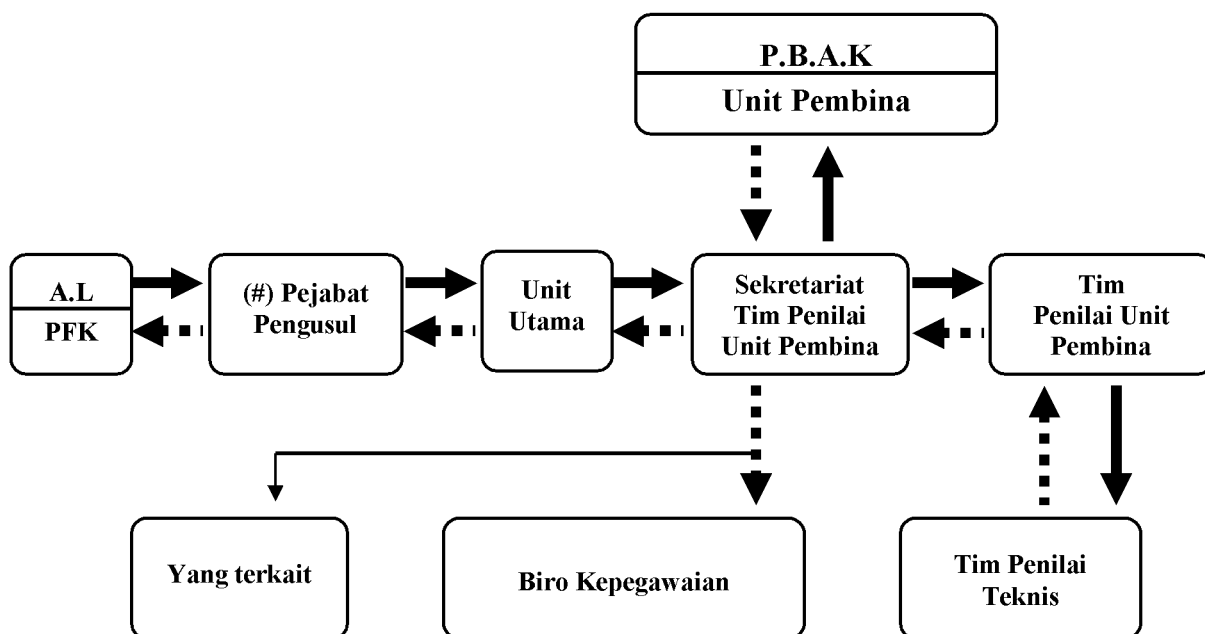 P.B.A.K
Unit Pembina
A.L
PFK
(#) Pejabat
Pengusul
Unit
Utama
Sekretariat
Tim Penilai
Unit Pembina
Tim
Penilai Unit
Pembina
Yang terkait
Biro Kepegawaian
Tim Penilai
Teknis